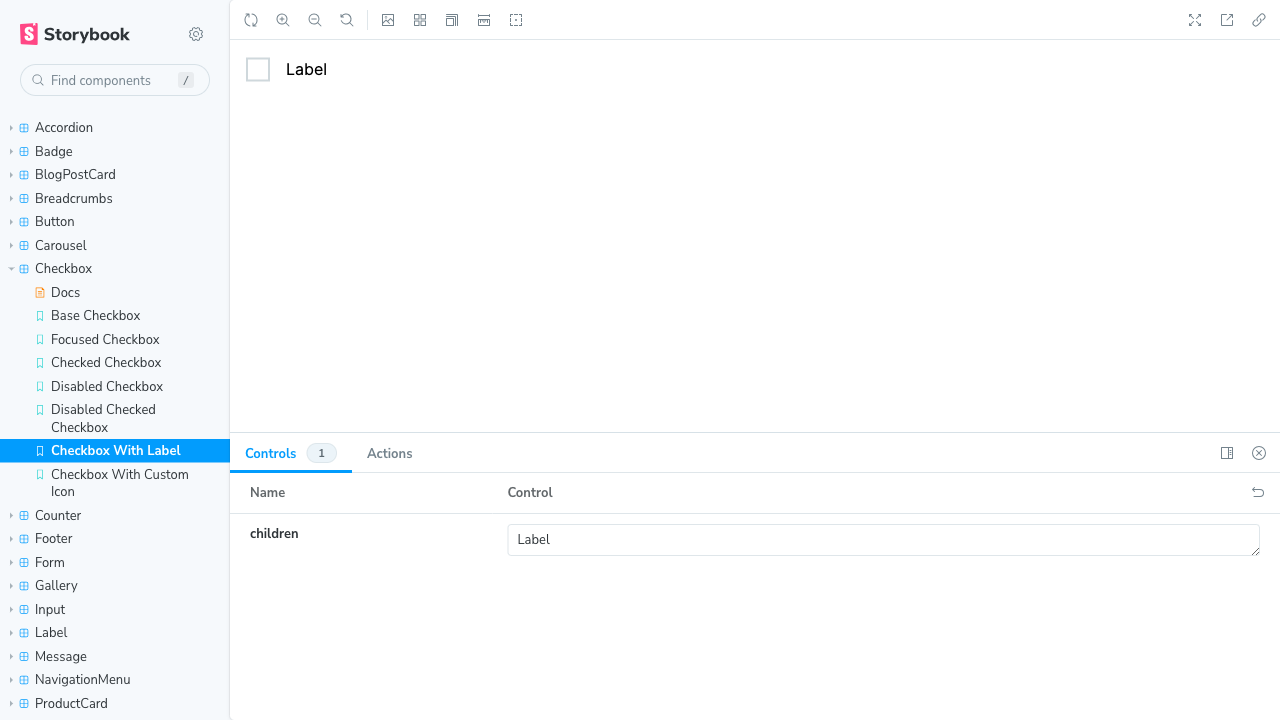 Storybook
Find components
/
Accordion
Badge
BlogPostCard
Breadcrumbs
Button
Carousel
Checkbox
Docs
Base Checkbox
Focused Checkbox
Checked Checkbox
Disabled Checkbox
Disabled Checked
Checkbox
Checkbox With Label
Checkbox With Custom
Icon
Counter
Footer
Form
Gallery
Input
Label
Message
NavigationMenu
ProductCard
Label
Controls 1 Actions
Name Control
children Label